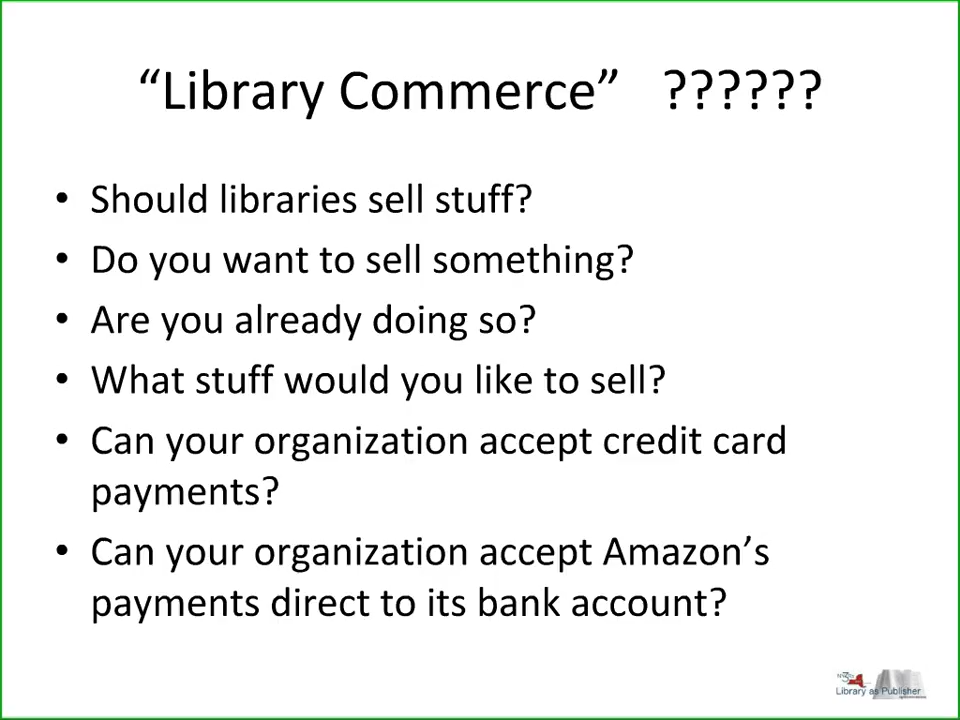 “Library Commerce” ??????
• Should libraries sell stuff?
• Do you want to sell something?
• Are you already doing so?
• What stuff would you like to sell?
• Can your organization accept credit card
payments?
• Can your organization accept Amazon’s
payments direct to its bank account?
Library as Publisher